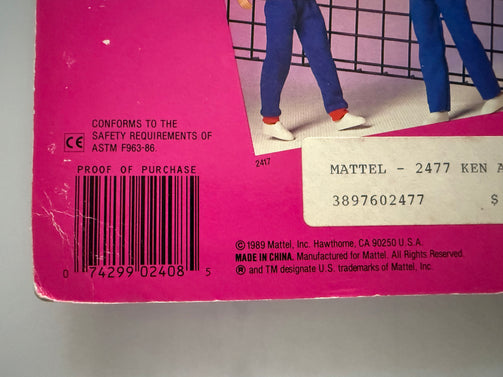 CONFORMS TO THE
SAFETY REQUIREMENTS OF
ASTM F963-86.
CE
PROOF OF PURCHASE
0 74299 02408 5
2417
MATTEL - 2477 KEN A
3897602477 $
©1989 Mattel, Inc. Hawthorne, CA 90250 U.S.A.
MADE IN CHINA. Manufactured for Mattel. All Rights Reserved.
® and TM designate U.S. trademarks of Mattel, Inc.